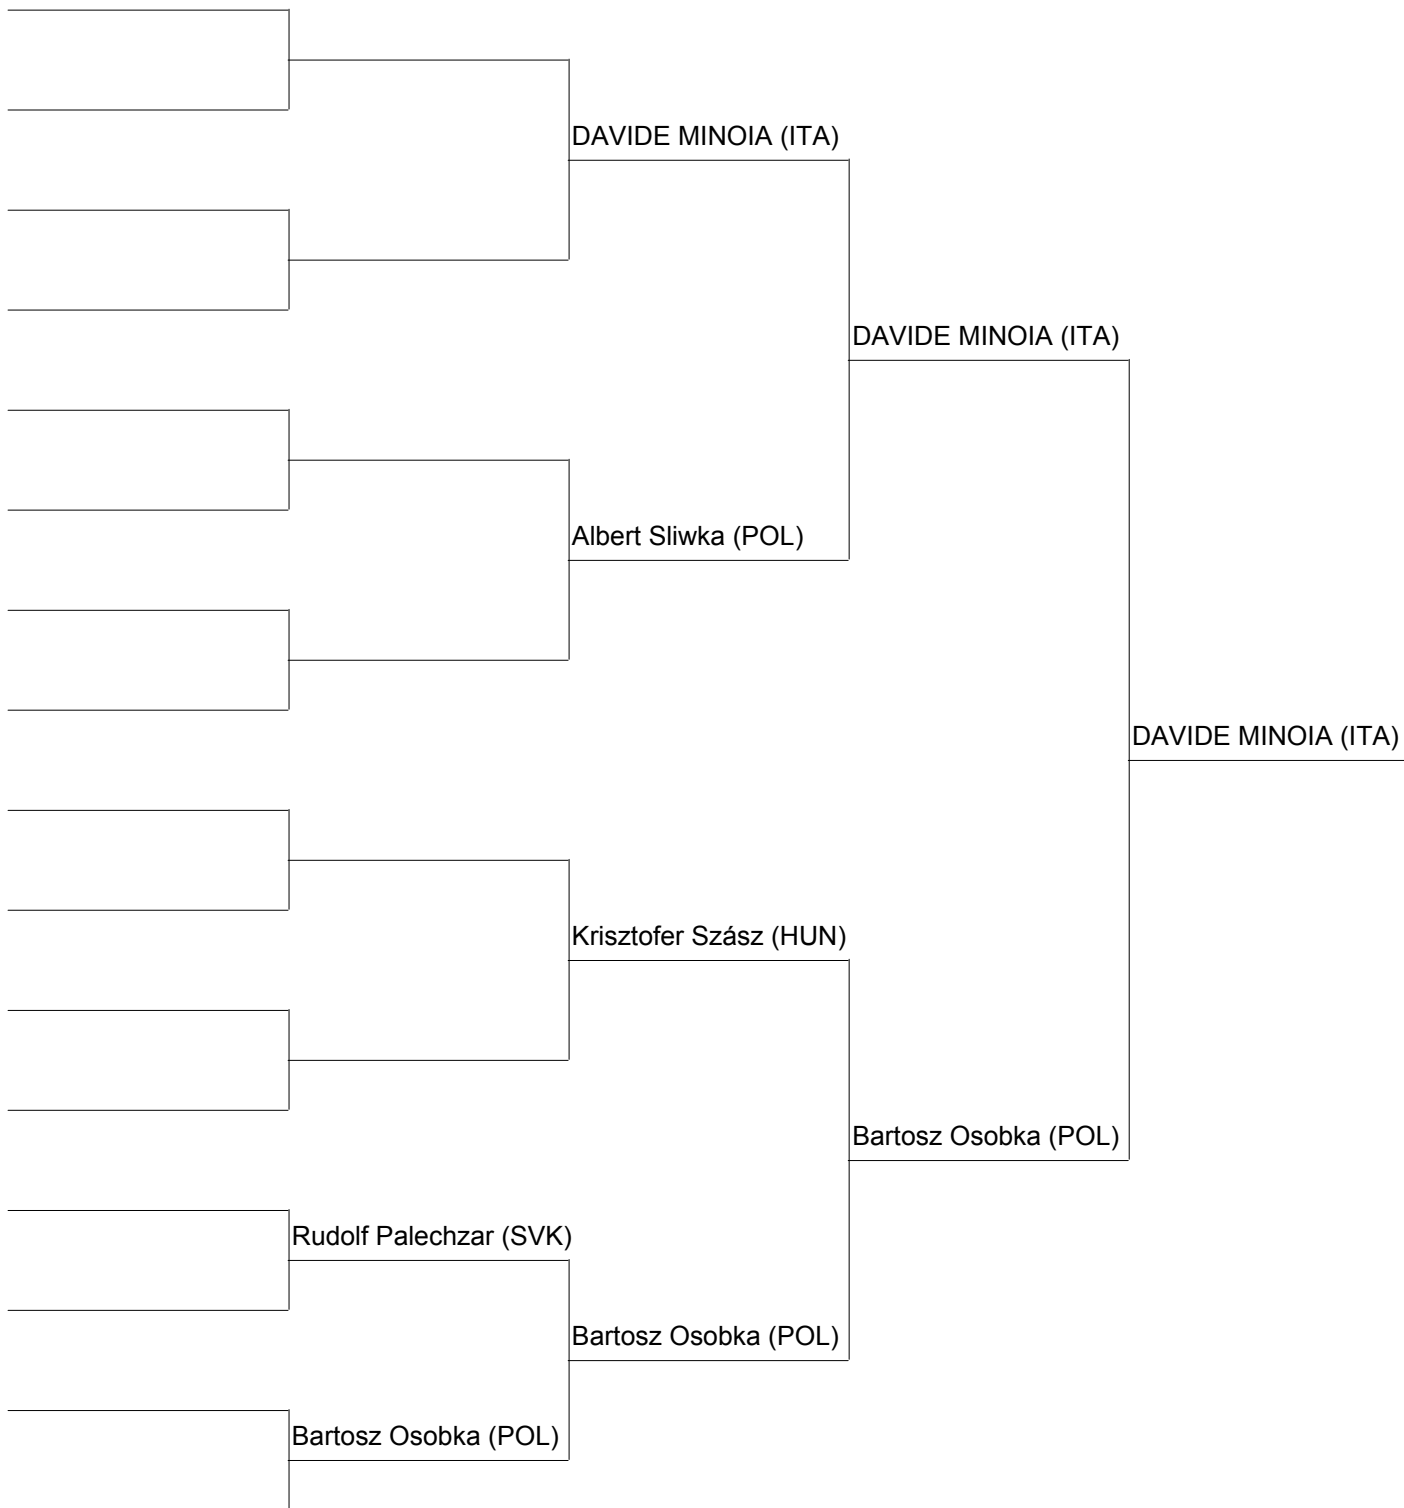 DAVIDE MINOIA (ITA)
DAVIDE MINOIA (ITA)
Albert Sliwka (POL)
DAVIDE MINOIA (ITA)
Krisztofer Szász (HUN)
Bartosz Osobka (POL)
Rudolf Palechzar (SVK)
Bartosz Osobka (POL)
Bartosz Osobka (POL)